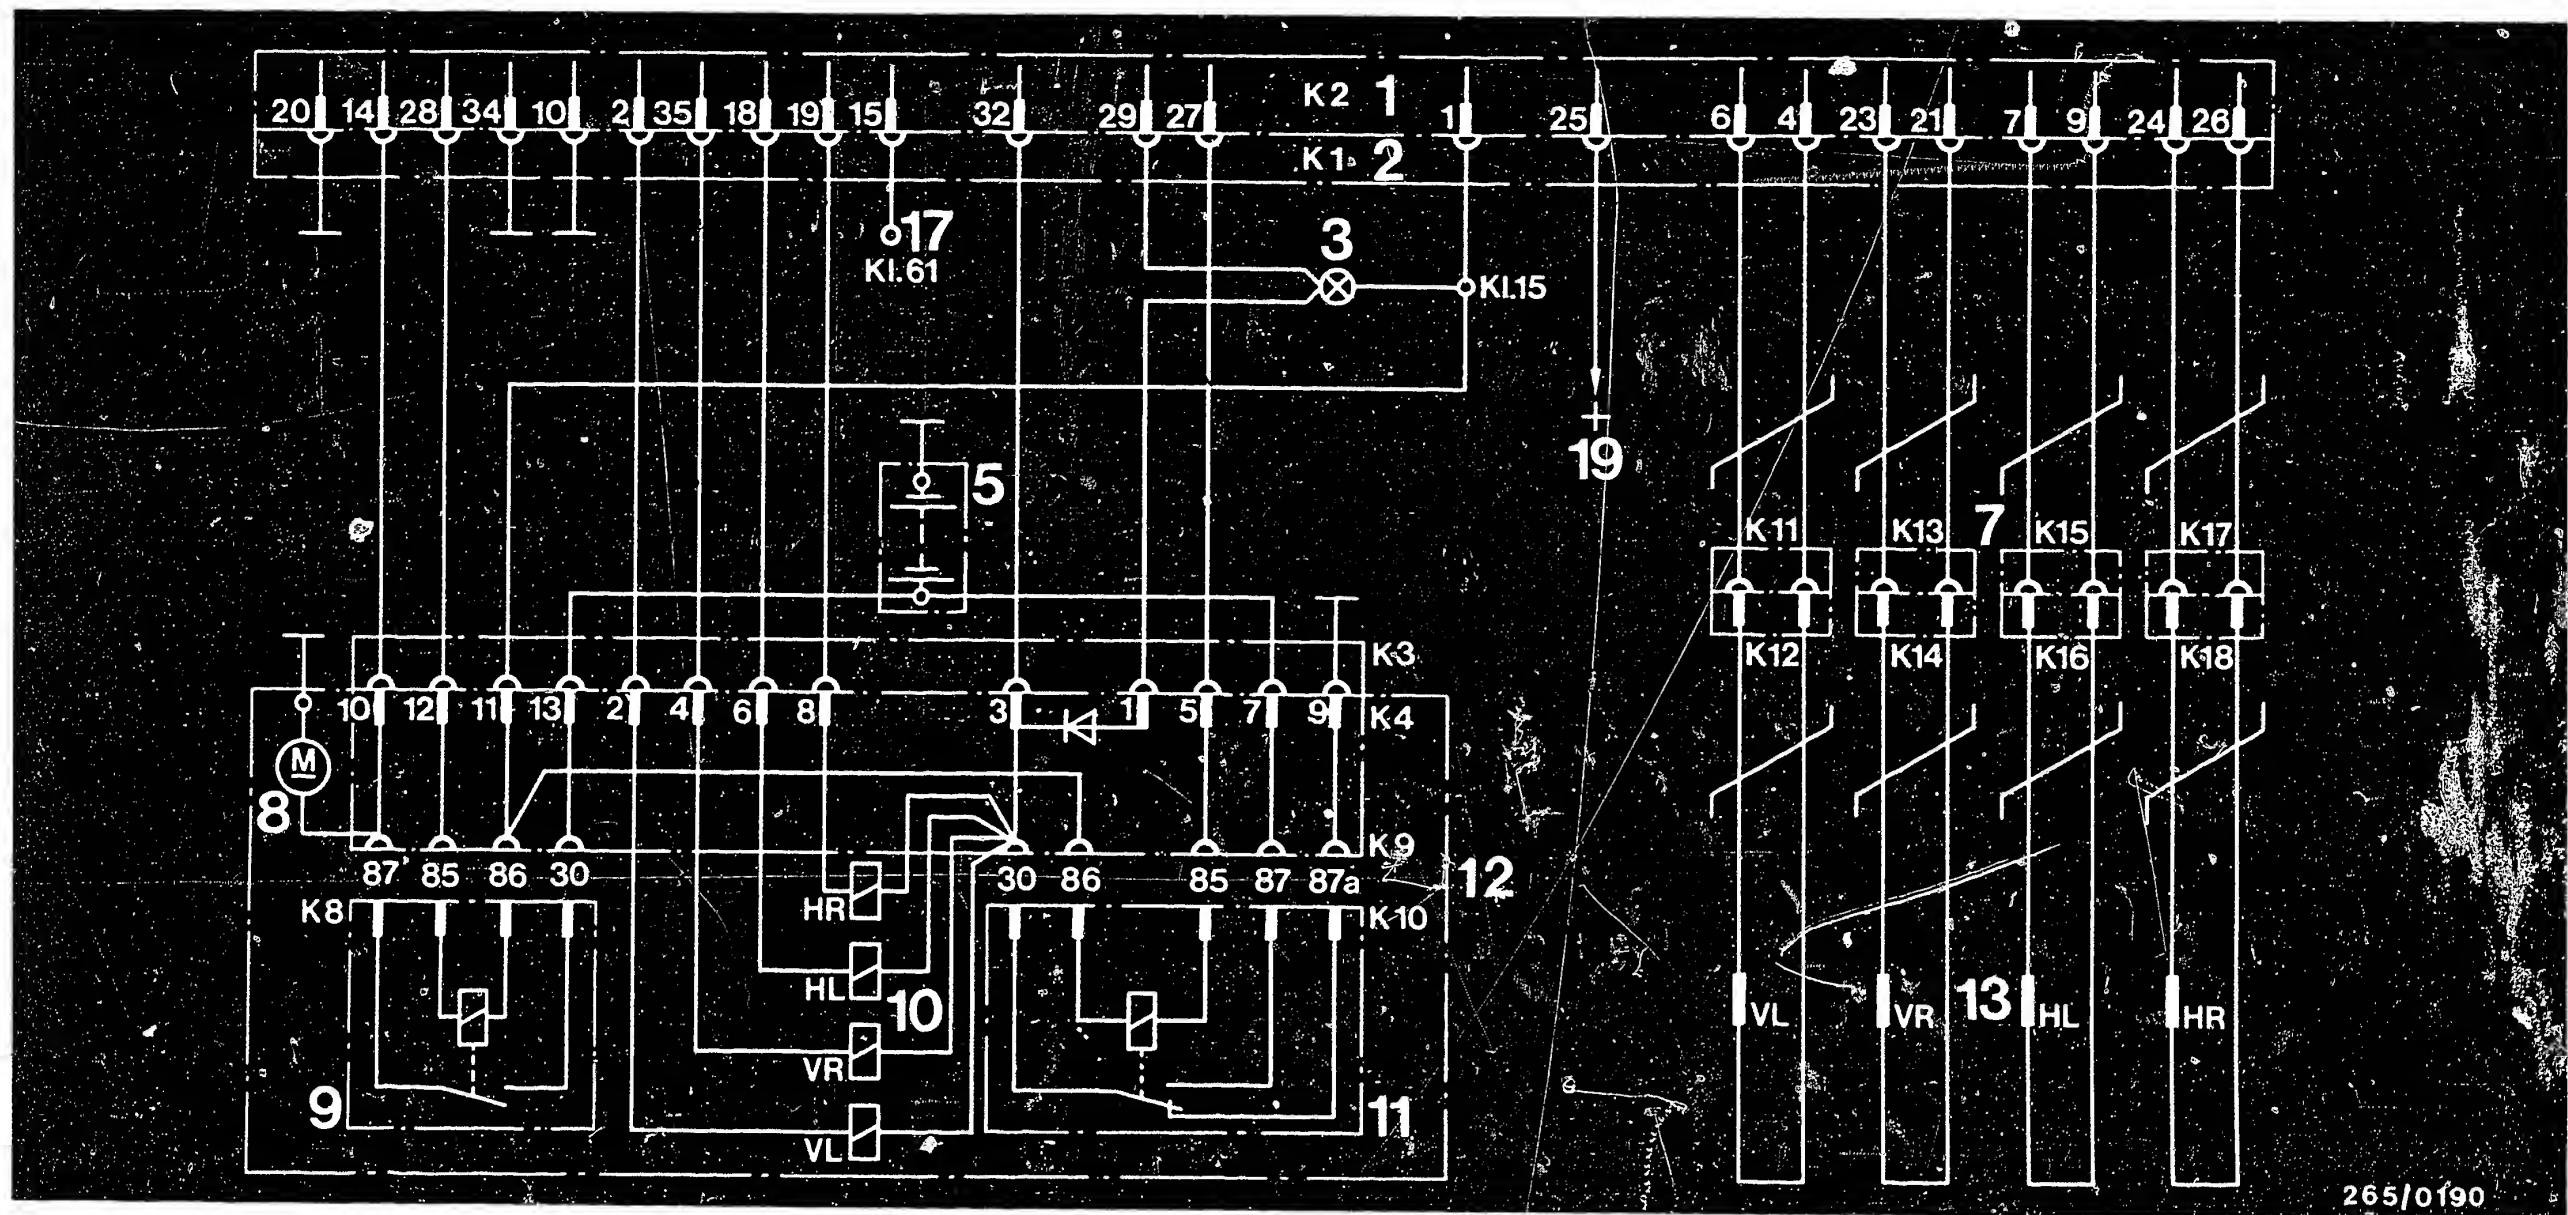 K2 1
20 14 28 34 10 2 35 18 19 15 32 29 27 1 25 6 4 23 21 7 9 24 26
K1 2
17
Kl.61
3
Kl.15
5
19
7
K11 K13 K15 K17
K12 K14 K16 K18
K3
10 12 11 13 2 4 6 8 3 1 5 7 9
K4
M
8
K9
87 85 86 30 30 86 85 87 87a
12
K8
HR
K10
HL
10
VR
VL
9
11
VL VR 13 HL HR
265/0190